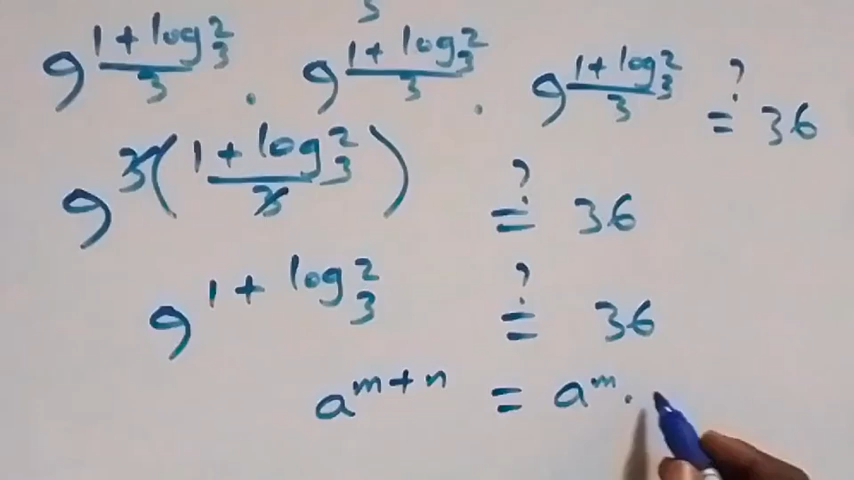 9^((1 + log₃²)/3) . 9^((1 + log₃²)/3) . 9^((1 + log₃²)/3) =? 36
9^(3((1 + log₃²)/3)) =? 36
9^(1 + log₃²) =? 36
a^(m+n) = a^m .